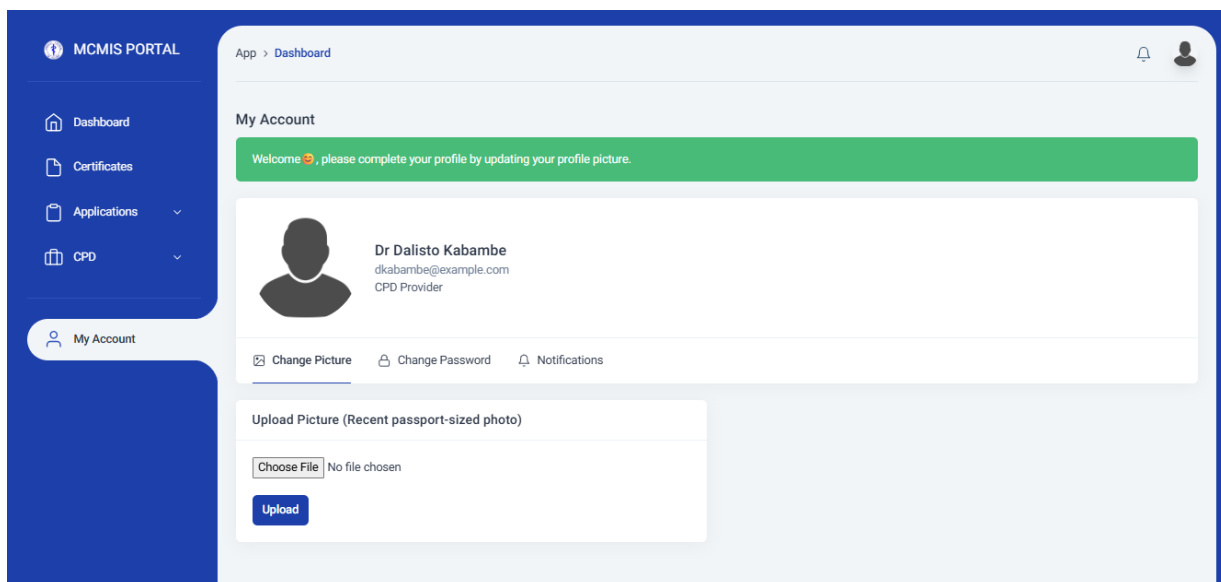 MCMIS PORTAL
Dashboard
Certificates
Applications
CPD
My Account
App > Dashboard
My Account
Welcome😊, please complete your profile by updating your profile picture.
Dr Dalisto Kabambe
dkabambe@example.com
CPD Provider
Change Picture Change Password Notifications
Upload Picture (Recent passport-sized photo)
Choose File No file chosen
Upload